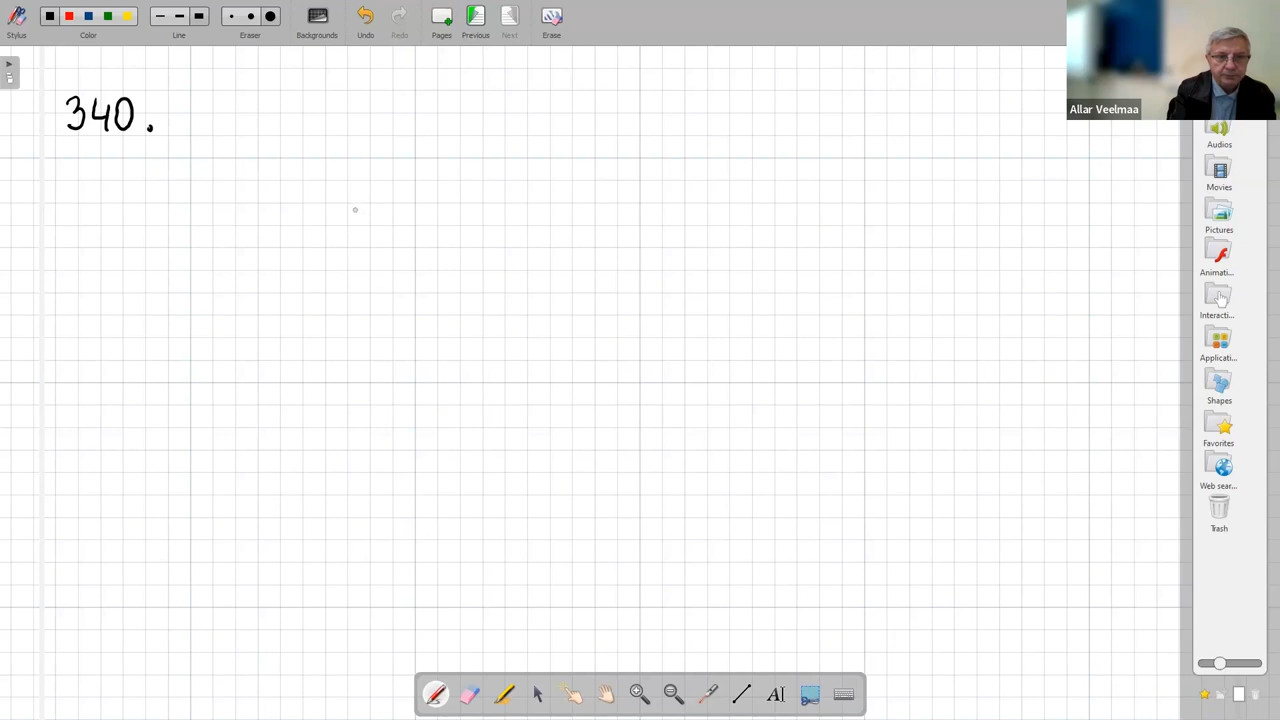 Stylus Color Line Eraser Backgrounds Undo Redo Pages Previous Next Erase
340.
Allar Veelmaa
Audios
Movies
Pictures
Animati...
Interacti...
Applicati...
Shapes
Favorites
Web sear...
Trash
AI